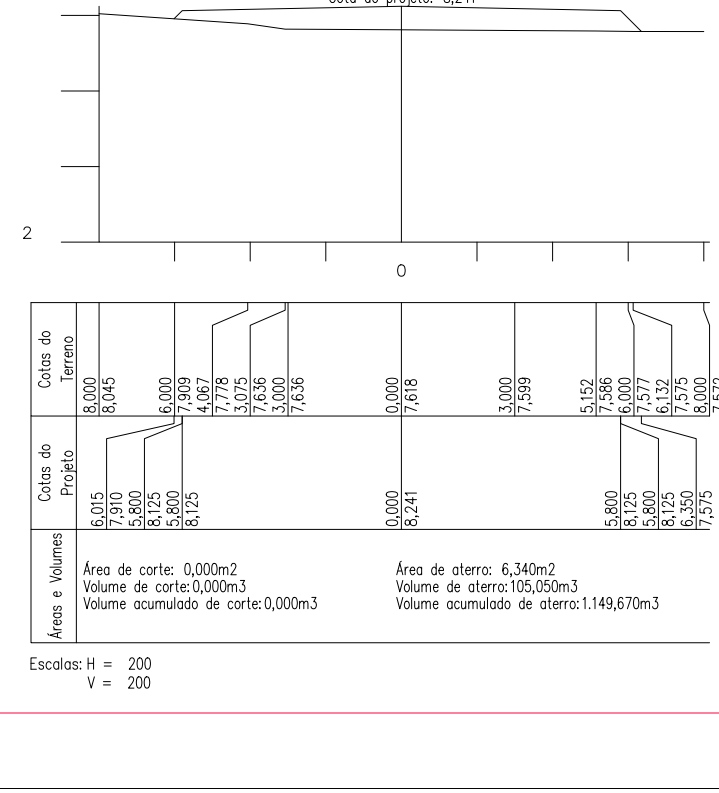 2
0
Cotas do
Terreno
8,000
8,045
6,000
7,909
4,067
7,778
3,075
7,636
3,000
7,636
0,000
7,618
3,000
7,599
5,152
7,586
6,000
7,577
6,132
7,575
8,000
Cotas do
Projeto
6,015
7,910
5,800
8,125
5,800
8,125
0,000
8,241
5,800
8,125
5,800
8,125
6,350
7,575
Áreas e Volumes
Área de corte: 0,000m2
Volume de corte:0,000m3
Volume acumulado de corte:0,000m3
Área de aterro: 6,340m2
Volume de aterro:105,050m3
Volume acumulado de aterro:1.149,670m3
Escalas: H = 200
V = 200